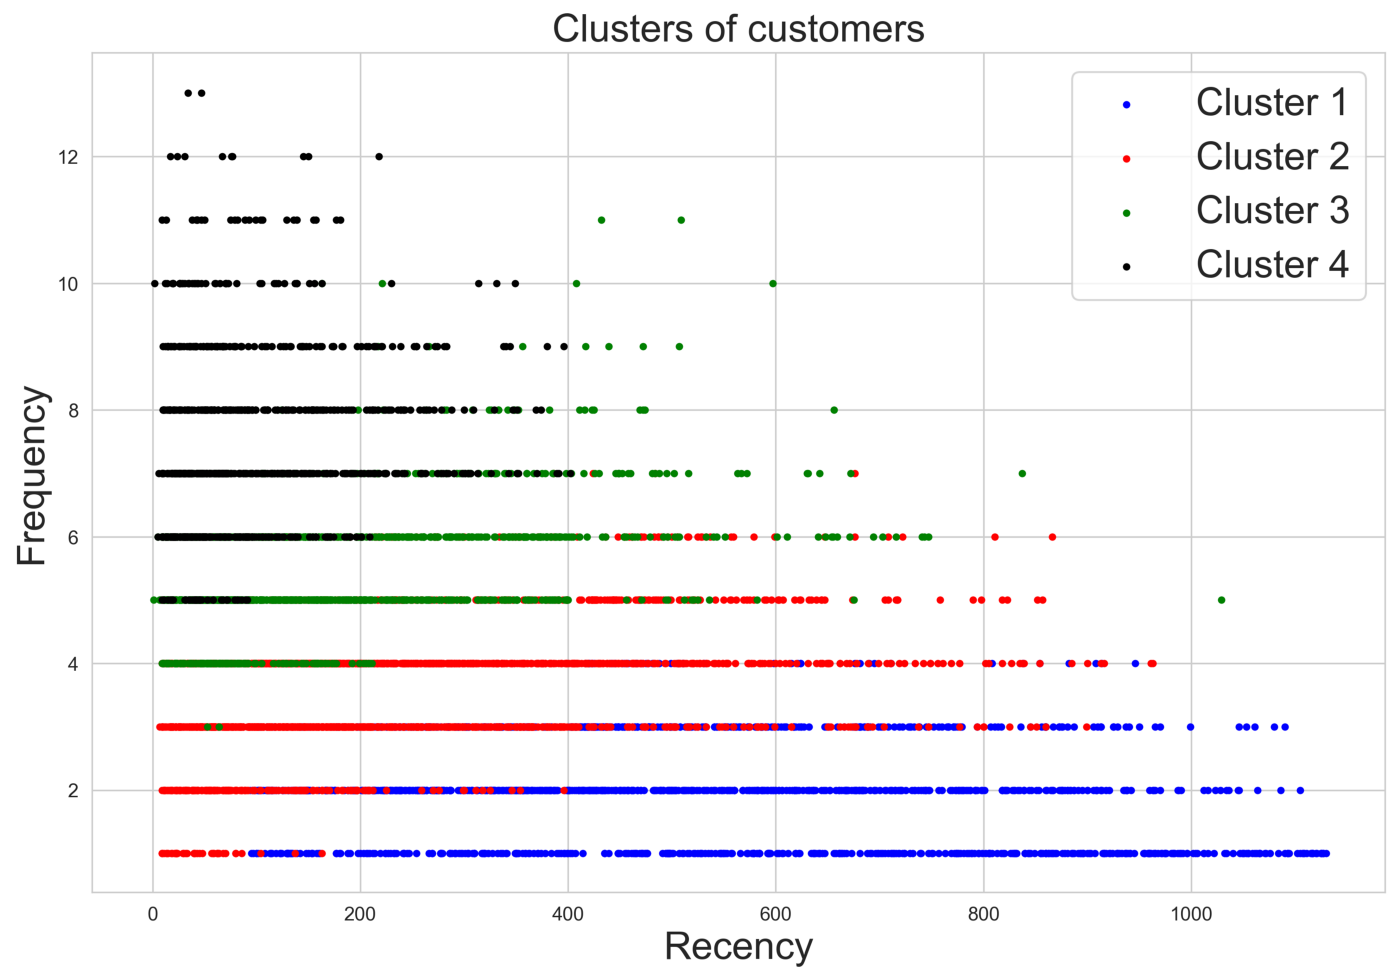 Clusters of customers
Cluster 1
Cluster 2
Cluster 3
Cluster 4
Frequency
12
10
8
6
4
2
0 200 400 600 800 1000
Recency